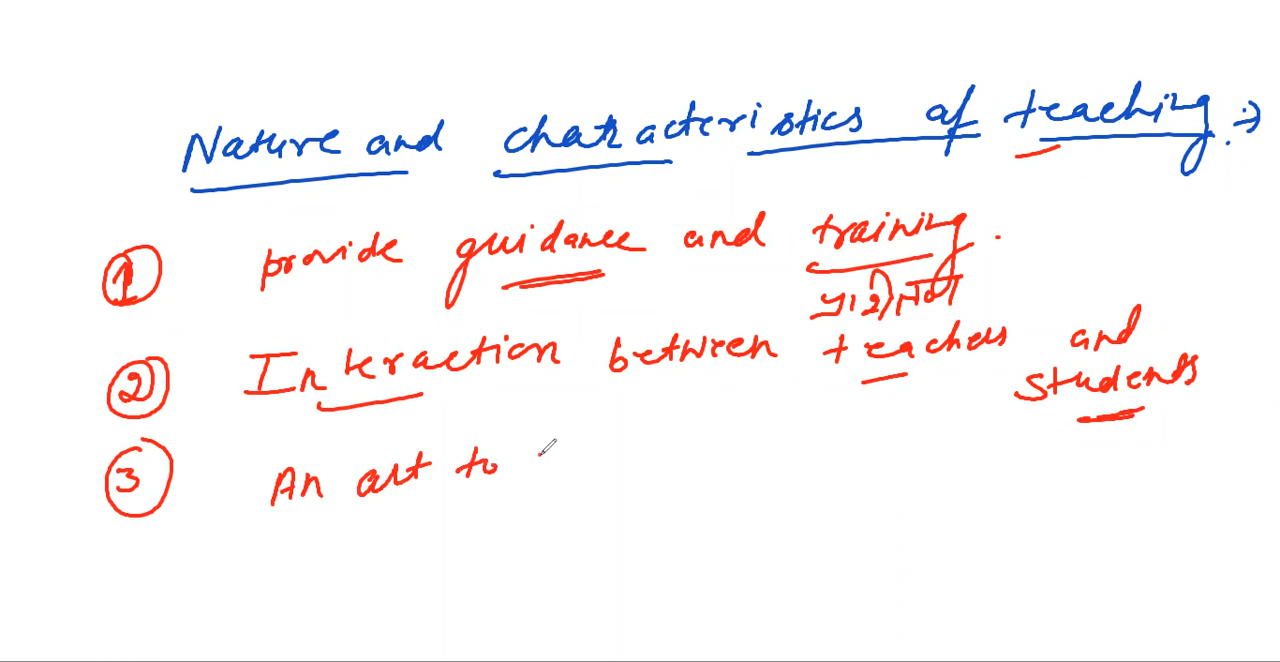 Nature and characteristics of teaching :->
① provide guidance and training .
② Interaction between teachers and
students
③ An art to